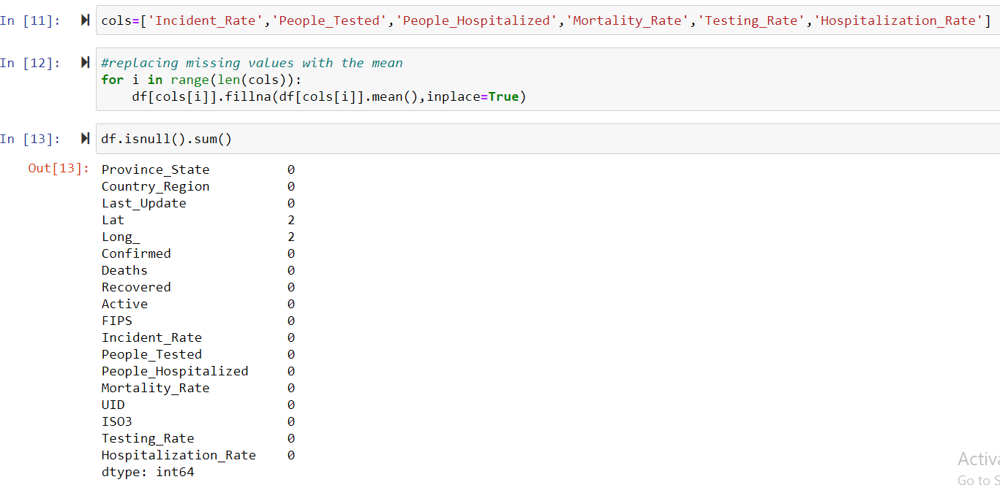 In [11]: cols=['Incident_Rate','People_Tested','People_Hospitalized','Mortality_Rate','Testing_Rate','Hospitalization_Rate']
In [12]: #replacing missing values with the mean
for i in range(len(cols)):
    df[cols[i]].fillna(df[cols[i]].mean(),inplace=True)
In [13]: df.isnull().sum()
Out[13]: Province_State 0
Country_Region 0
Last_Update 0
Lat 2
Long_ 2
Confirmed 0
Deaths 0
Recovered 0
Active 0
FIPS 0
Incident_Rate 0
People_Tested 0
People_Hospitalized 0
Mortality_Rate 0
UID 0
ISO3 0
Testing_Rate 0
Hospitalization_Rate 0
dtype: int64
Activa
Go to S